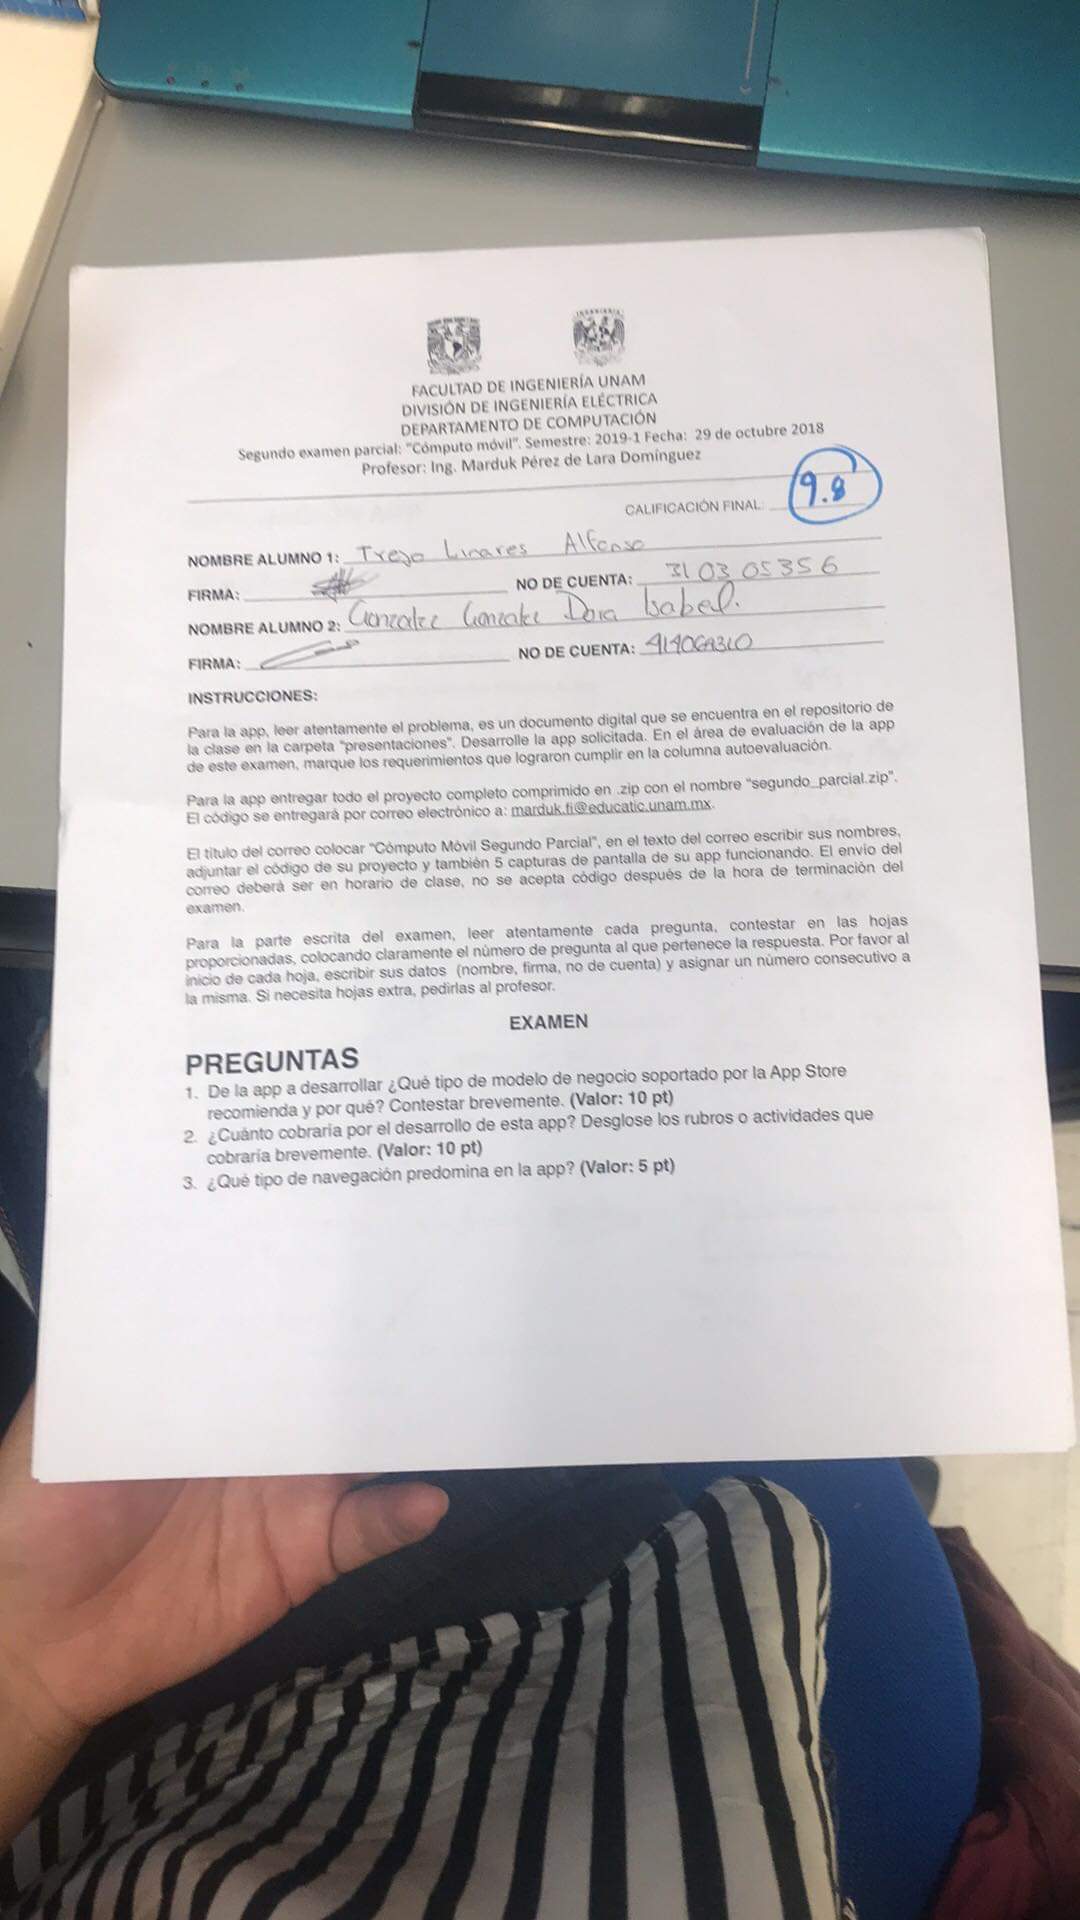 FACULTAD DE INGENIERÍA UNAM
DIVISIÓN DE INGENIERÍA ELÉCTRICA
DEPARTAMENTO DE COMPUTACIÓN
Segundo examen parcial: "Cómputo móvil". Semestre: 2019-1 Fecha: 29 de octubre 2018
Profesor: Ing. Marduk Pérez de Lara Domínguez
CALIFICACIÓN FINAL: 9.8
NOMBRE ALUMNO 1: Trejo Linares Alfonso
FIRMA: NO DE CUENTA: 310305356
NOMBRE ALUMNO 2: Gonzalez Gonzalez Dora Isabel.
FIRMA: NO DE CUENTA:
INSTRUCCIONES:
Para la app, leer atentamente el problema, es un documento digital que se encuentra en el repositorio de
la clase en la carpeta "presentaciones". Desarrolle la app solicitada. En el área de evaluación de la app
de este examen, marque los requerimientos que lograron cumplir en la columna autoevaluación.
Para la app entregar todo el proyecto completo comprimido en .zip con el nombre "segundo_parcial.zip".
El código se entregará por correo electrónico a: marduk.fi@educatic.unam.mx.
El título del correo colocar "Cómputo Móvil Segundo Parcial", en el texto del correo escribir sus nombres,
adjuntar el código de su proyecto y también 5 capturas de pantalla de su app funcionando. El envío del
correo deberá ser en horario de clase, no se acepta código después de la hora de terminación del
examen.
Para la parte escrita del examen, leer atentamente cada pregunta, contestar en las hojas
proporcionadas, colocando claramente el número de pregunta al que pertenece la respuesta. Por favor al
inicio de cada hoja, escribir sus datos (nombre, firma, no de cuenta) y asignar un número consecutivo a
la misma. Si necesita hojas extra, pedirlas al profesor.
EXAMEN
PREGUNTAS
1. De la app a desarrollar ¿Qué tipo de modelo de negocio soportado por la App Store
recomienda y por qué? Contestar brevemente. (Valor: 10 pt)
2. ¿Cuánto cobraría por el desarrollo de esta app? Desglose los rubros o actividades que
cobraría brevemente. (Valor: 10 pt)
3. ¿Qué tipo de navegación predomina en la app? (Valor: 5 pt)